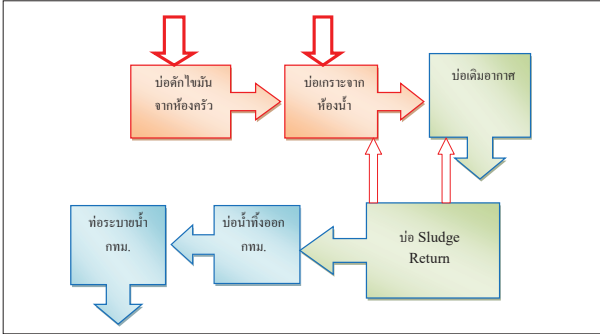 บ่อดักไขมัน
จากห้องครัว
บ่อเกราะจาก
ห้องน้ำ
บ่อเติมอากาศ
ท่อระบายน้ำ
กทม.
บ่อน้ำทิ้งออก
กทม.
บ่อ Sludge
Return